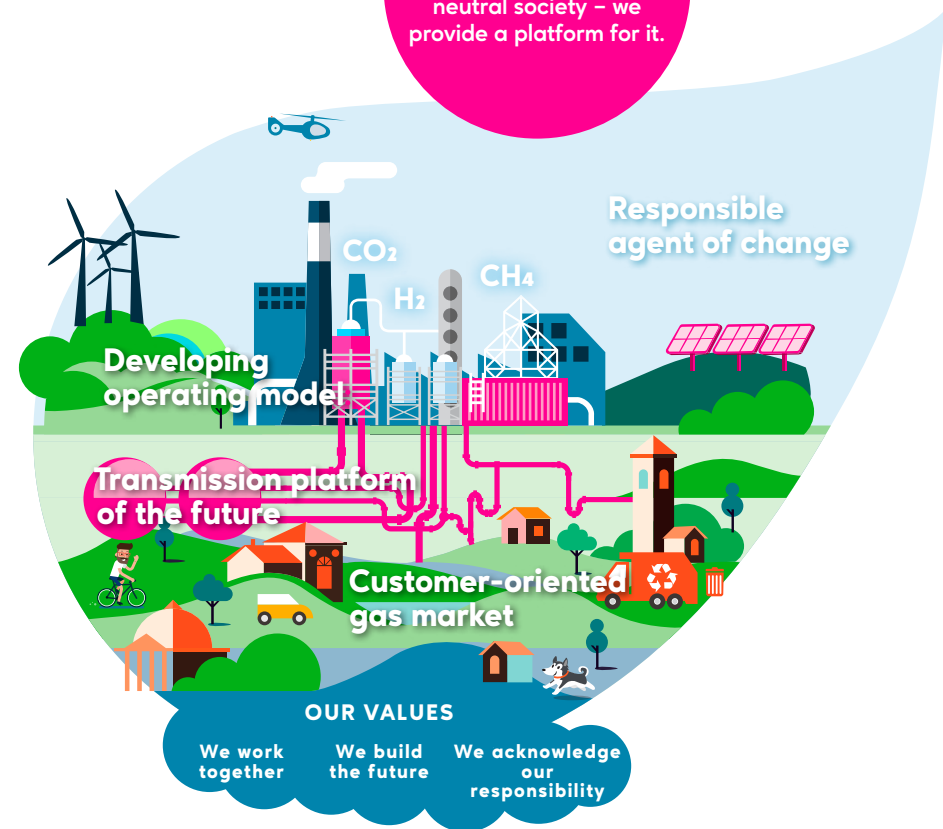 neutral society – we
provide a platform for it.
Responsible
agent of change
CO₂
H₂
CH₄
Developing
operating model
Transmission platform
of the future
Customer-oriented
gas market
OUR VALUES
We work
together
We build
the future
We acknowledge
our
responsibility